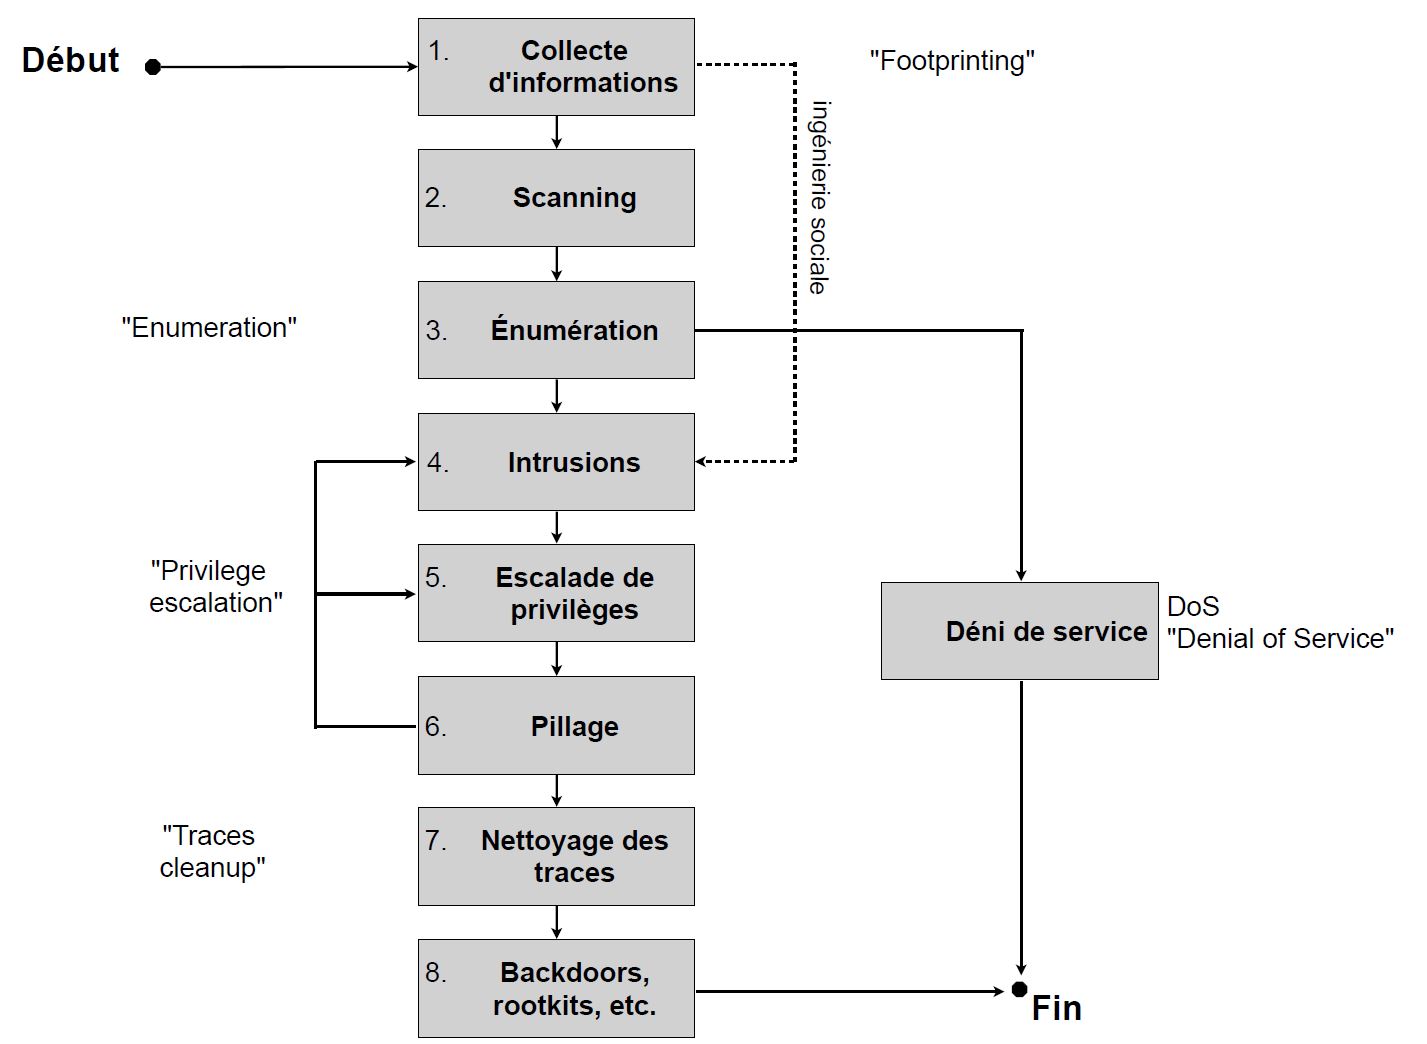 Début
1.
Collecte
d'informations
"Footprinting"
ingénierie sociale
2.
Scanning
"Enumeration"
3.
Énumération
4.
Intrusions
"Privilege
escalation"
5.
Escalade de
privilèges
Déni de service
DoS
"Denial of Service"
6.
Pillage
"Traces
cleanup"
7.
Nettoyage des
traces
8.
Backdoors,
rootkits, etc.
Fin